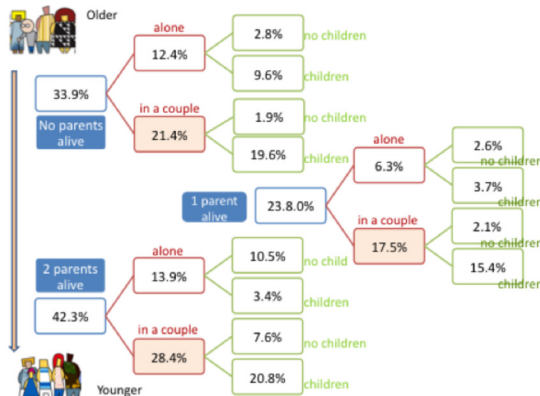 Older
alone
12.4%
2.8%
no children
9.6%
children
33.9%
No parents
alive
in a couple
21.4%
1.9%
no children
19.6%
children
1 parent
alive
23.8.0%
alone
6.3%
2.6%
no children
3.7%
children
in a couple
17.5%
2.1%
no children
15.4%
children
2 parents
alive
42.3%
alone
13.9%
10.5%
no child
3.4%
children
in a couple
28.4%
7.6%
no children
20.8%
children
Younger